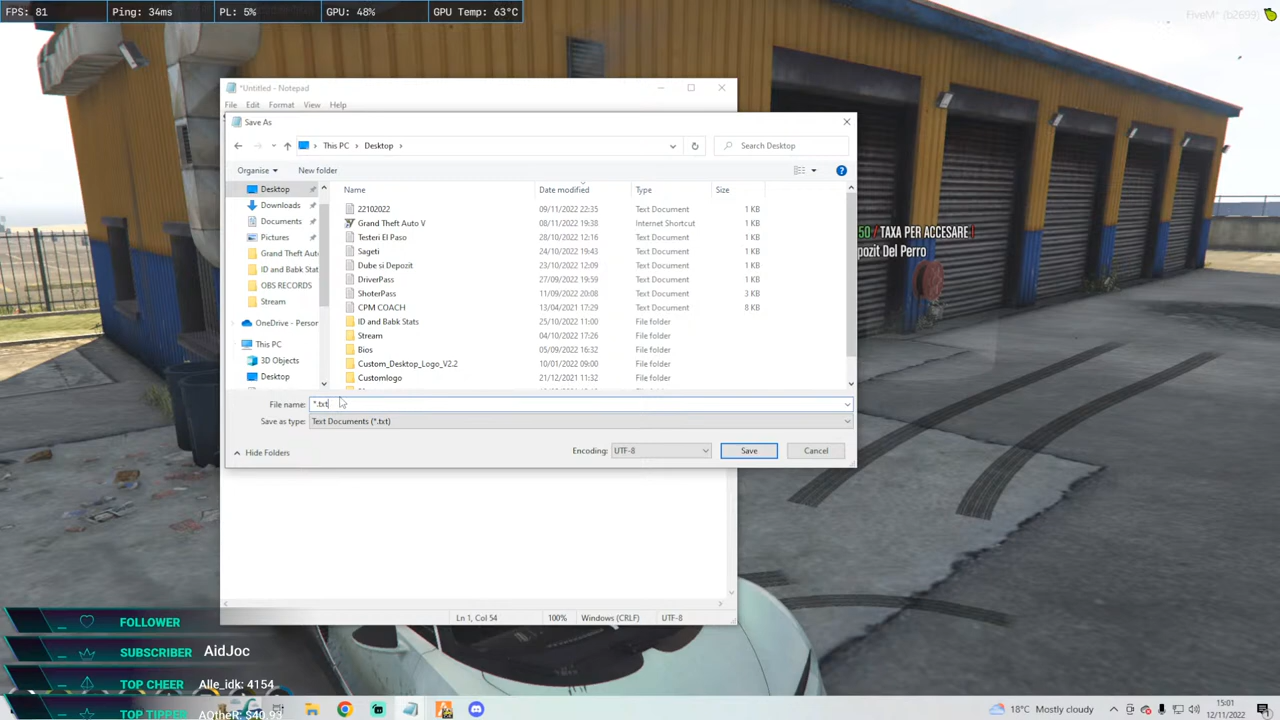 FPS: 81 Ping: 34ms PL: 5% GPU: 48% GPU Temp: 63°C
FiveM* (b2699)
*Untitled - Notepad
File Edit Format View Help
Save As
This PC Desktop Search Desktop
Organise New folder
Name Date modified Type Size
Desktop
Downloads
Documents
Pictures
Grand Theft Aut
ID and Babk Stat
OBS RECORDS
Stream
OneDrive - Person
This PC
3D Objects
Desktop
22102022 09/11/2022 22:35 Text Document 1 KB
Grand Theft Auto V 08/11/2022 19:38 Internet Shortcut 1 KB
Testeri El Paso 28/10/2022 12:16 Text Document 1 KB
Sageti 24/10/2022 19:43 Text Document 1 KB
Dube si Depozit 23/10/2022 12:09 Text Document 1 KB
DriverPass 27/09/2022 19:59 Text Document 1 KB
ShoterPass 11/09/2022 20:08 Text Document 3 KB
CPM COACH 13/04/2021 17:29 Text Document 8 KB
ID and Babk Stats 25/10/2022 11:00 File folder
Stream 04/10/2022 17:26 File folder
Bios 05/09/2022 16:32 File folder
Custom_Desktop_Logo_V2.2 10/01/2022 09:00 File folder
Customlogo 21/12/2021 11:32 File folder
File name: *.txt
Save as type: Text Documents (*.txt)
Hide Folders Encoding: UTF-8 Save Cancel
50 / TAXA PER ACCESARE!
pozit Del Perro
Ln 1, Col 54 100% Windows (CRLF) UTF-8
FOLLOWER
SUBSCRIBER AidJoc
TOP CHEER Alle_idk: 4154
TOP TIPPER AOtheR: $40.93
18°C Mostly cloudy
15:01
12/11/2022